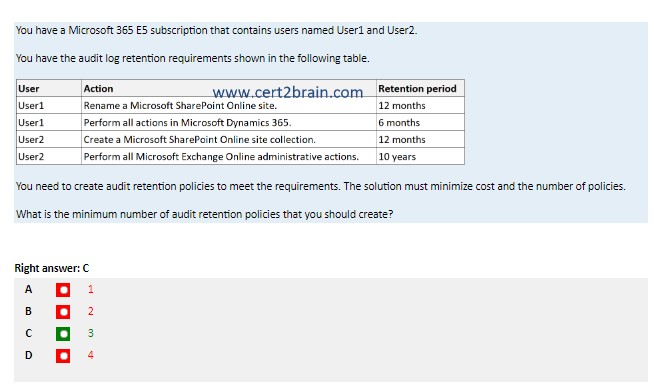 You have a Microsoft 365 E5 subscription that contains users named User1 and User2.
You have the audit log retention requirements shown in the following table.
User Action www.cert2brain.com Retention period
User1 Rename a Microsoft SharePoint Online site. 12 months
User1 Perform all actions in Microsoft Dynamics 365. 6 months
User2 Create a Microsoft SharePoint Online site collection. 12 months
User2 Perform all Microsoft Exchange Online administrative actions. 10 years
You need to create audit retention policies to meet the requirements. The solution must minimize cost and the number of policies.
What is the minimum number of audit retention policies that you should create?
Right answer: C
A 1
B 2
C 3
D 4